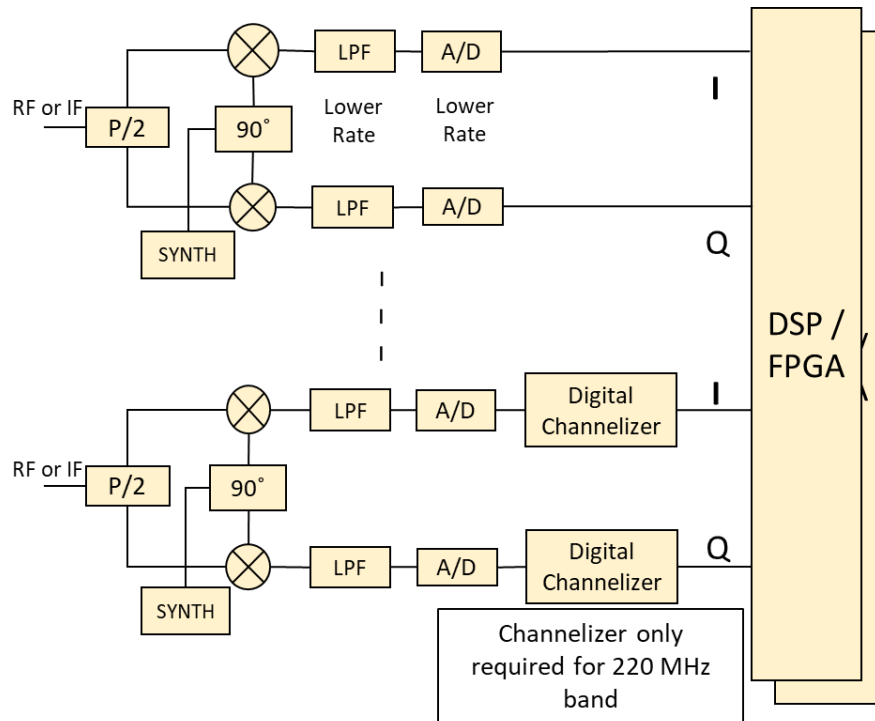 LPF
A/D
RF or IF
P/2
90°
Lower
Rate
Lower
Rate
I
LPF
A/D
Q
SYNTH
DSP /
FPGA
I
LPF
A/D
Digital
Channelizer
RF or IF
P/2
90°
Q
LPF
A/D
Digital
Channelizer
SYNTH
Channelizer only
required for 220 MHz
band